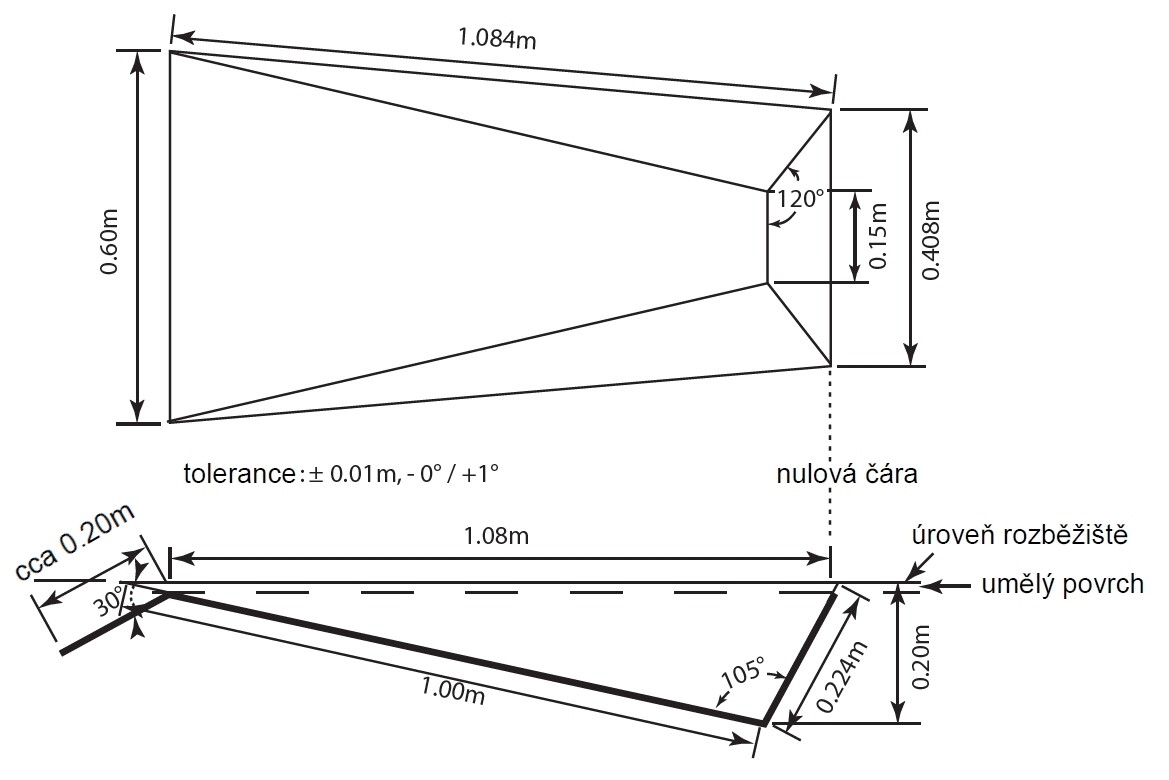 1.084m
0.60m
120°
0.15m
0.408m
tolerance: ± 0.01m, - 0° / +1°
nulová čára
cca 0.20m
1.08m
úroveň rozběžiště
umělý povrch
30°
105°
1.00m
0.224m
0.20m